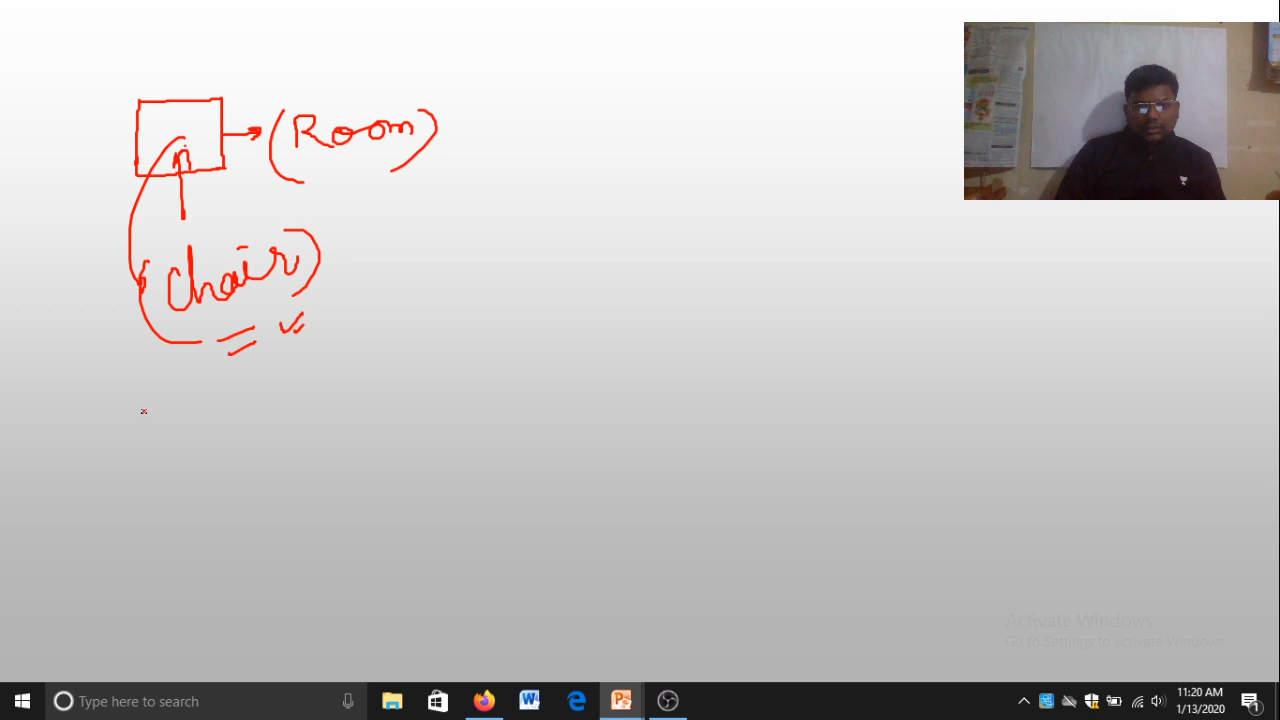 (Room)
n
(Chair)
Activate Windows
Go to Settings to activate Windows.
Type here to search
11:20 AM
1/13/2020
1